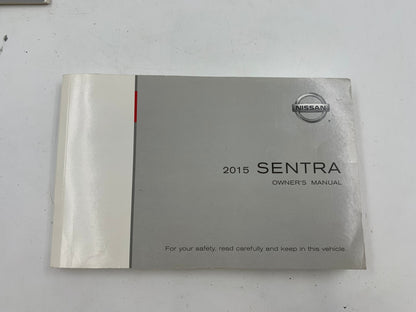 NISSAN
2015 SENTRA
OWNER'S MANUAL
For your safety, read carefully and keep in this vehicle.